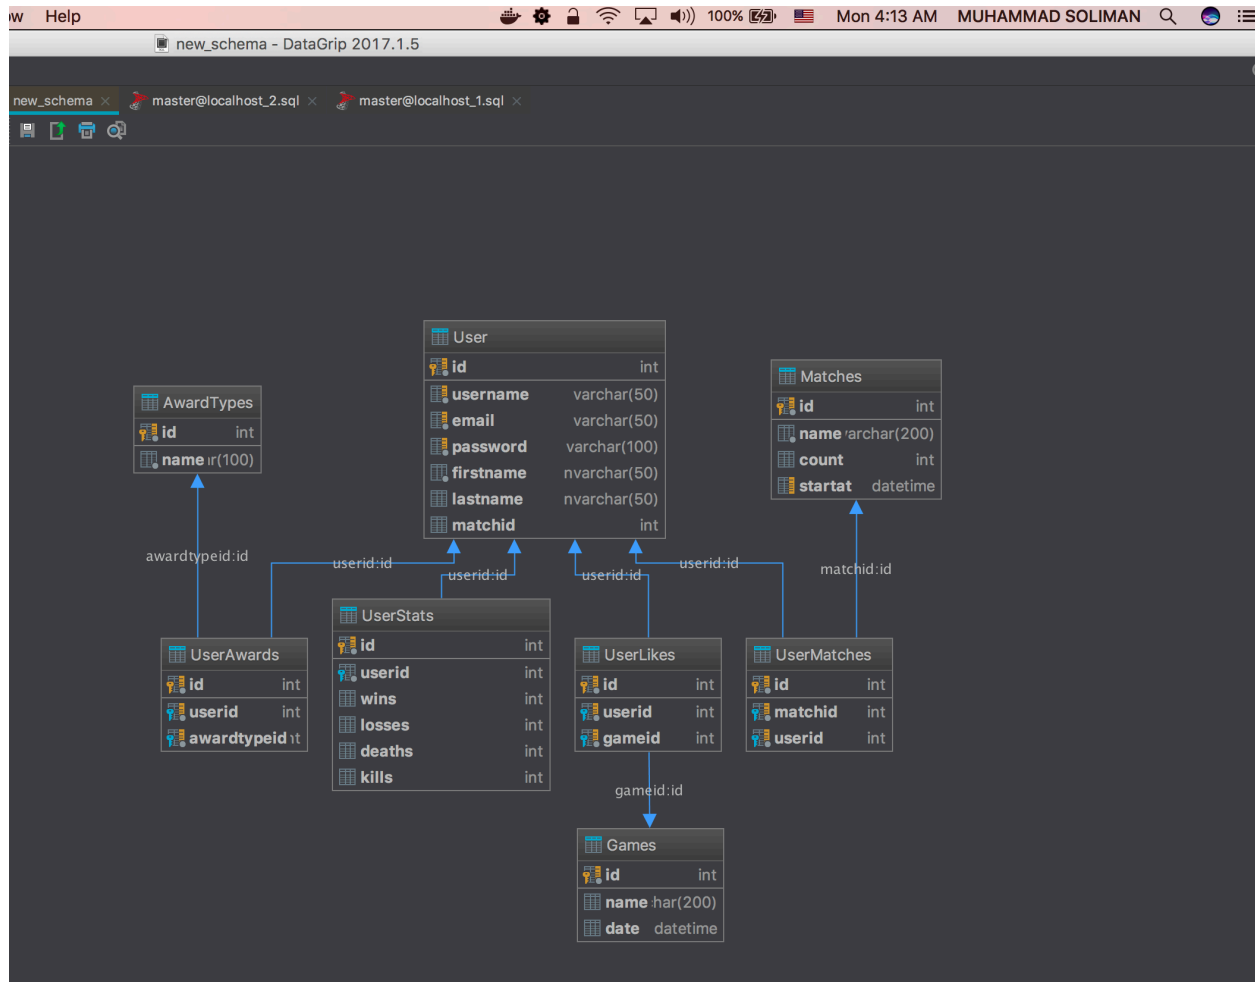 Help
100%
Mon 4:13 AM
MUHAMMAD SOLIMAN
new_schema - DataGrip 2017.1.5
new_schema
master@localhost_2.sql
master@localhost_1.sql
User
id int
username varchar(50)
email varchar(50)
password varchar(100)
firstname nvarchar(50)
lastname nvarchar(50)
matchid int
Matches
id int
name varchar(200)
count int
startat datetime
AwardTypes
id int
name r(100)
awardtypeid:id
userid:id
userid:id
userid:id
userid:id
matchid:id
UserAwards
id int
userid int
awardtypeid
UserStats
id int
userid int
wins int
losses int
deaths int
kills int
UserLikes
id int
userid int
gameid int
UserMatches
id int
matchid int
userid int
gameid:id
Games
id int
name har(200)
date datetime